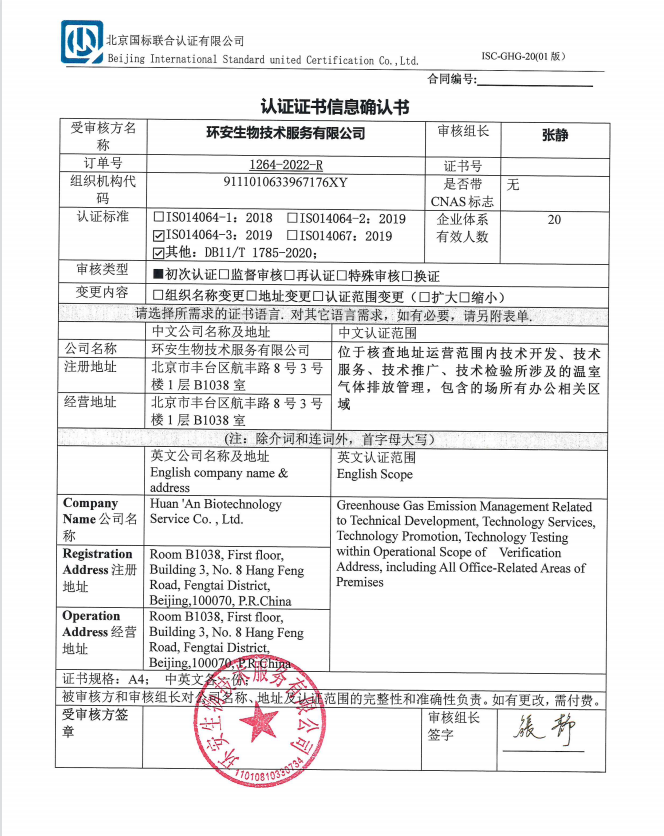 北京国标联合认证有限公司
Beijing International Standard united Certification Co.,Ltd.
ISC-GHG-20(01 版)
合同编号:
认证证书信息确认书
受审核方名称
环安生物技术服务有限公司
审核组长
张静
订单号
1264-2022-R
证书号
组织机构代码
9111010633967176XY
是否带
CNAS 标志
无
认证标准
☐ISO14064-1: 2018 ☐ISO14064-2: 2019
☑ISO14064-3: 2019 ☐ISO14067: 2019
☑其他: DB11/T 1785-2020;
企业体系
有效人数
20
审核类型
■初次认证☐监督审核☐再认证☐特殊审核☐换证
变更内容
☐组织名称变更☐地址变更☐认证范围变更（☐扩大☐缩小）
请选择所需求的证书语言. 对其它语言需求，如有必要，请另附表单.
中文公司名称及地址
中文认证范围
公司名称
环安生物技术服务有限公司
注册地址
北京市丰台区航丰路 8 号 3 号
楼 1 层 B1038 室
经营地址
北京市丰台区航丰路 8 号 3 号
楼 1 层 B1038 室
位于核查地址运营范围内技术开发、技术
服务、技术推广、技术检验所涉及的温室
气体排放管理，包含的场所有办公相关区
域
(注: 除介词和连词外，首字母大写)
英文公司名称及地址
English company name &
address
英文认证范围
English Scope
Company
Name 公司名
称
Huan 'An Biotechnology
Service Co. , Ltd.
Registration
Address 注册
地址
Room B1038, First floor,
Building 3, No. 8 Hang Feng
Road, Fengtai District,
Beijing,100070, P.R.China
Operation
Address 经营
地址
Room B1038, First floor,
Building 3, No. 8 Hang Feng
Road, Fengtai District,
Beijing,100070, P.R.China
Greenhouse Gas Emission Management Related
to Technical Development, Technology Services,
Technology Promotion, Technology Testing
within Operational Scope of Verification
Address, including All Office-Related Areas of
Premises
证书规格: A4; 中英文各 份;
被审核方和审核组长对公司名称、地址及认证范围的完整性和准确性负责。如有更改, 需付费。
受审核方签
章
环安生物技术服务有限公司
11010810330734
审核组长
签字
張静